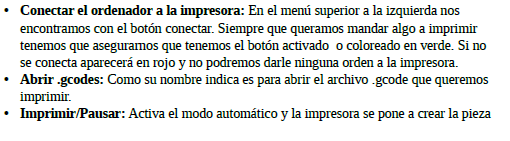 • Conectar el ordenador a la impresora: En el menú superior a la izquierda nos
encontramos con el botón conectar. Siempre que queramos mandar algo a imprimir
tenemos que asegurarnos que tenemos el botón activado o coloreado en verde. Si no
se conecta aparecerá en rojo y no podremos darle ninguna orden a la impresora.
• Abrir .gcodes: Como su nombre indica es para abrir el archivo .gcode que queremos
imprimir.
• Imprimir/Pausar: Activa el modo automático y la impresora se pone a crear la pieza